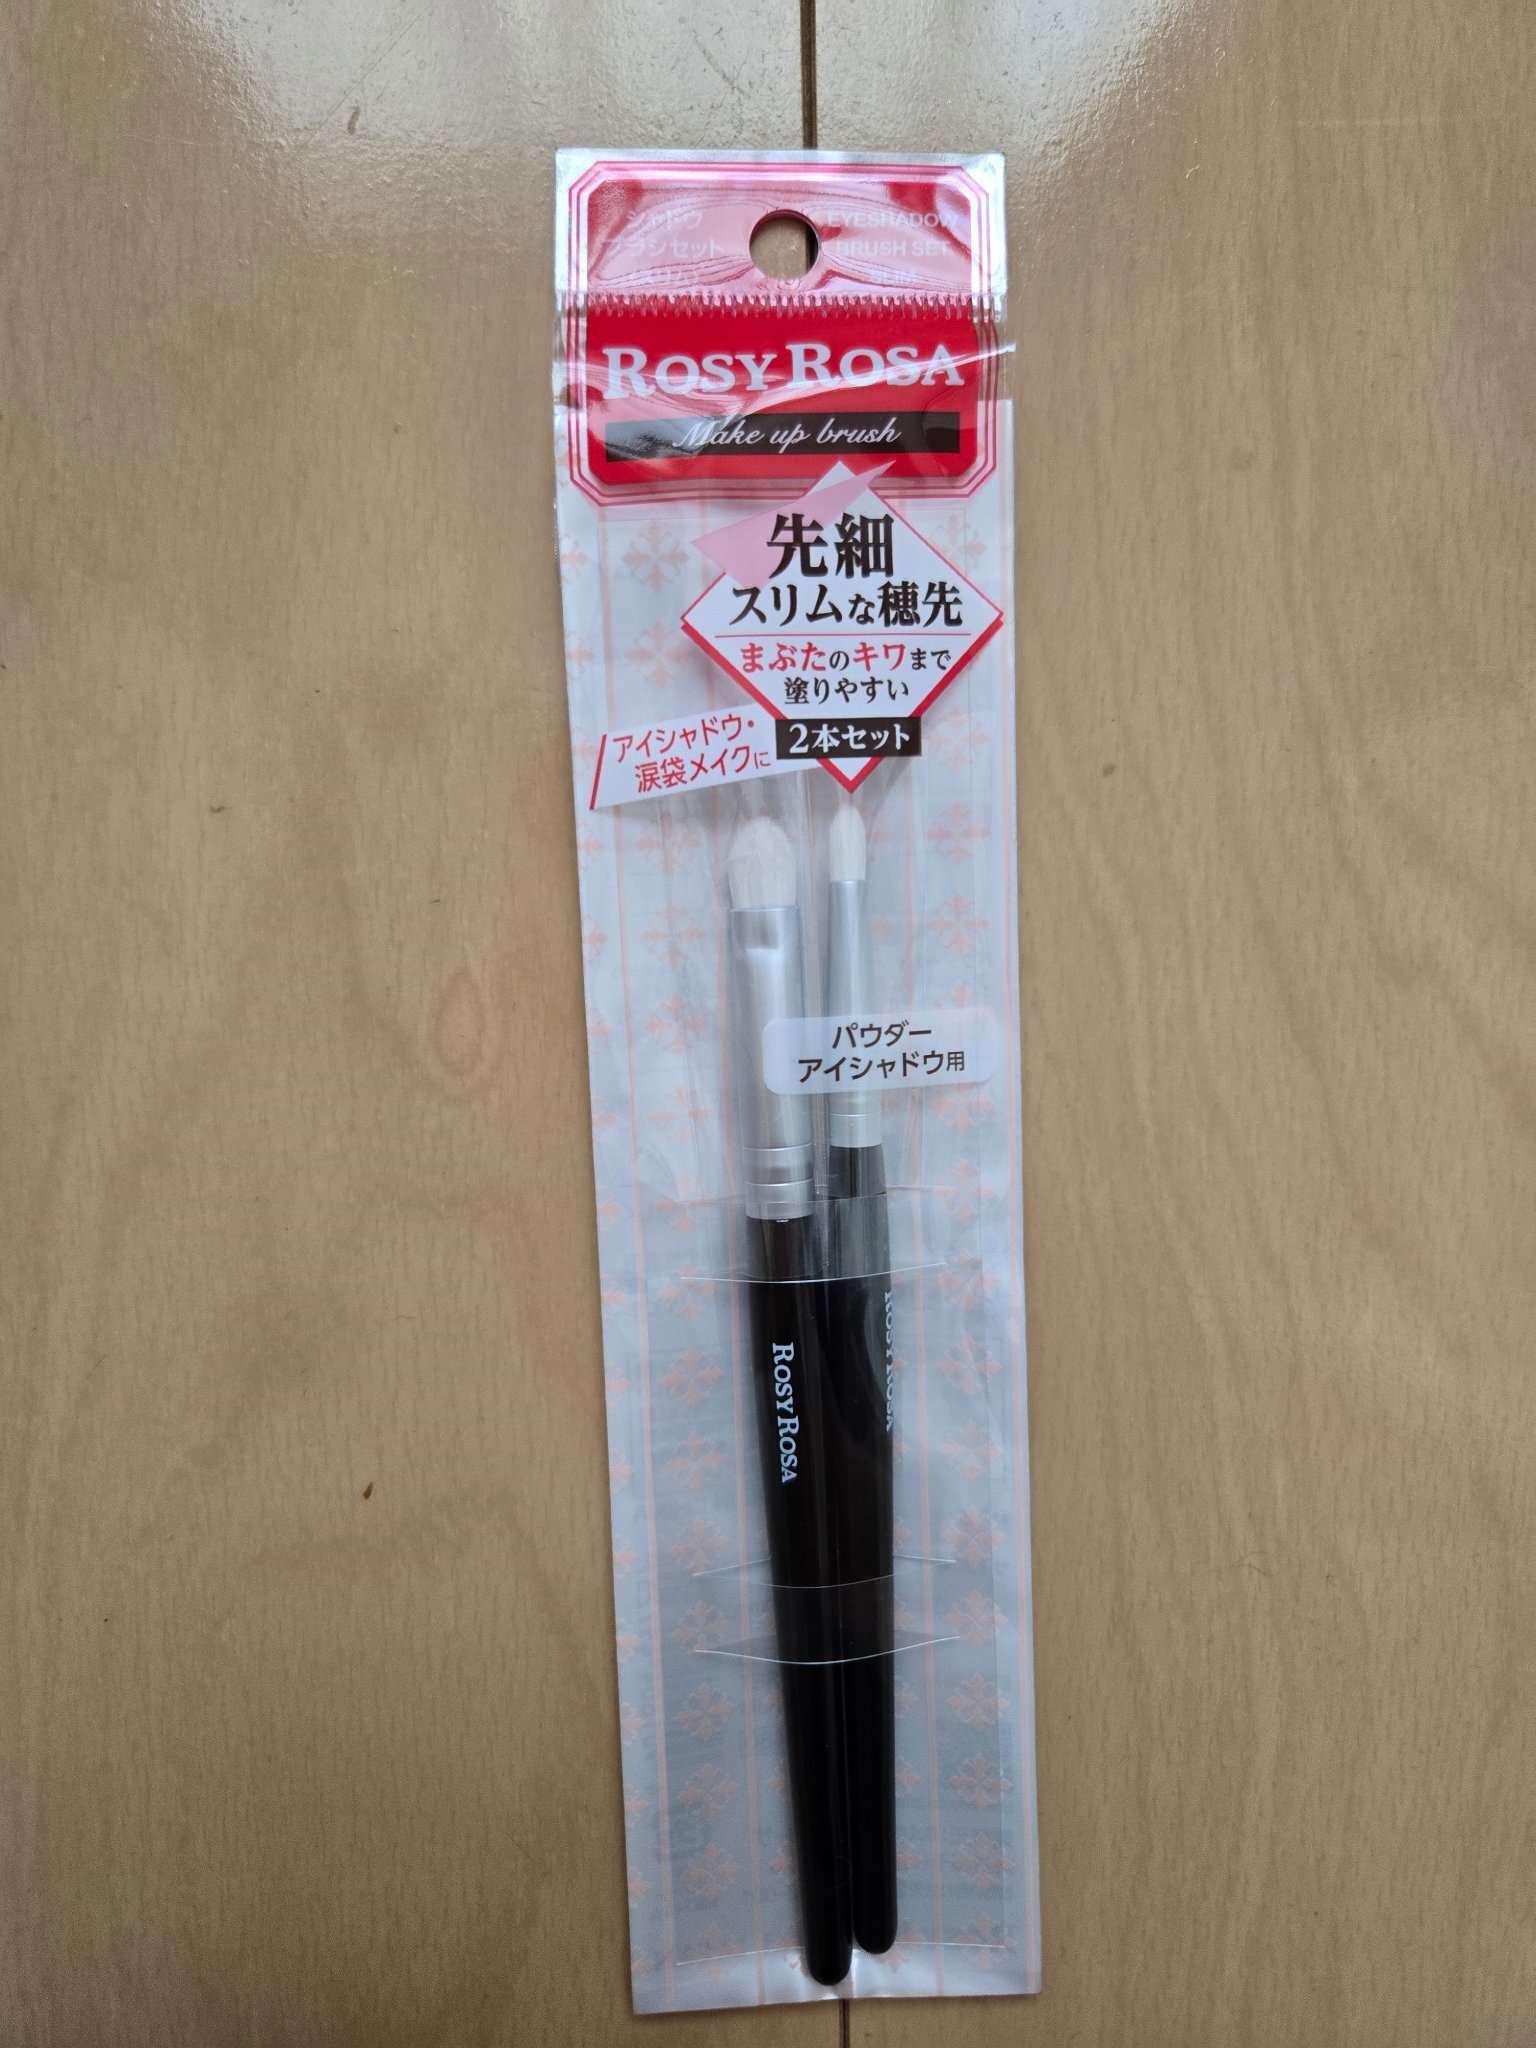 シャドウ
ブラシセット
EYESHADOW
BRUSH SET
ROSY ROSA
Make up brush
先細
スリムな穂先
まぶたのキワまで
塗りやすい
2本セット
アイシャドウ・
涙袋メイクに
パウダー
アイシャドウ用
ROSY ROSA
ROSY ROSA